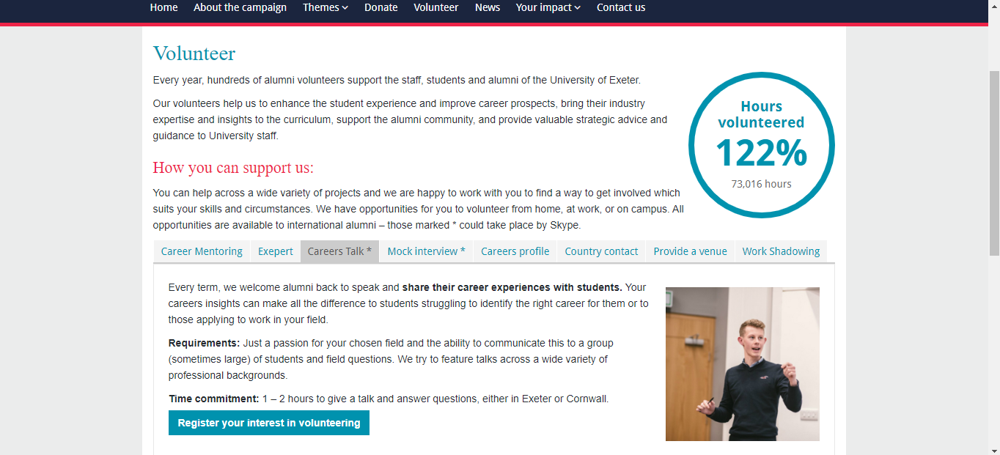 Home About the campaign Themes Donate Volunteer News Your impact Contact us
Volunteer
Every year, hundreds of alumni volunteers support the staff, students and alumni of the University of Exeter.
Our volunteers help us to enhance the student experience and improve career prospects, bring their industry
expertise and insights to the curriculum, support the alumni community, and provide valuable strategic advice and
guidance to University staff.
Hours
volunteered
122%
73,016 hours
How you can support us:
You can help across a wide variety of projects and we are happy to work with you to find a way to get involved which
suits your skills and circumstances. We have opportunities for you to volunteer from home, at work, or on campus. All
opportunities are available to international alumni – those marked * could take place by Skype.
Career Mentoring Exepert Careers Talk * Mock interview * Careers profile Country contact Provide a venue Work Shadowing
Every term, we welcome alumni back to speak and share their career experiences with students. Your
careers insights can make all the difference to students struggling to identify the right career for them or to
those applying to work in your field.
Requirements: Just a passion for your chosen field and the ability to communicate this to a group
(sometimes large) of students and field questions. We try to feature talks across a wide variety of
professional backgrounds.
Time commitment: 1 – 2 hours to give a talk and answer questions, either in Exeter or Cornwall.
Register your interest in volunteering